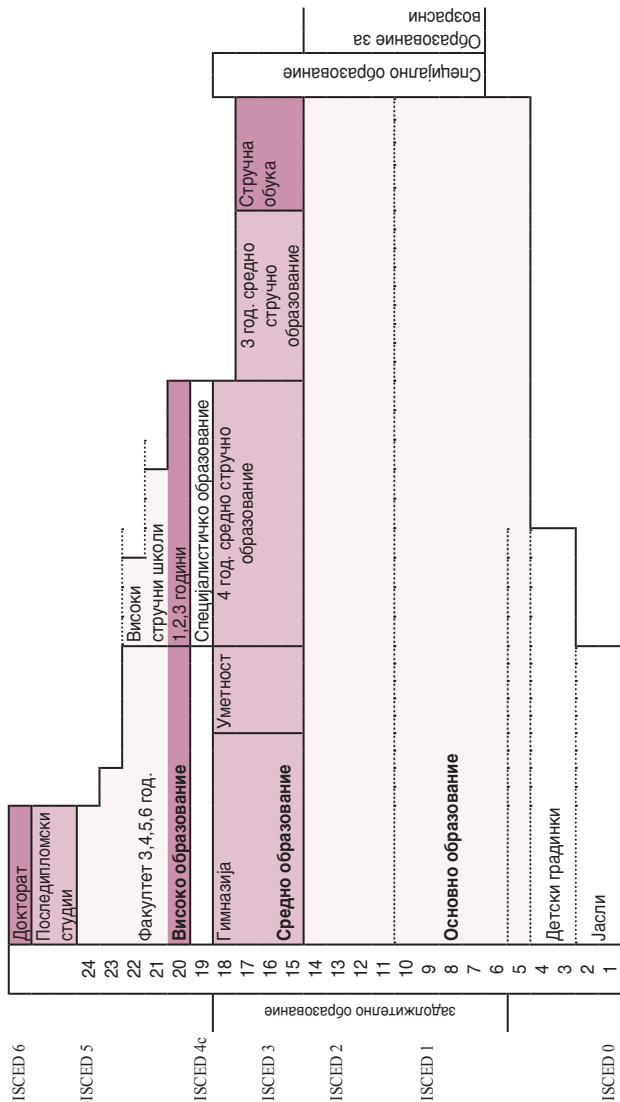 ISCED 6
ISCED 5
ISCED 4c
ISCED 3
ISCED 2
ISCED 1
ISCED 0
задолжително образование
24
23
22
21
20
19
18
17
16
15
14
13
12
11
10
9
8
7
6
5
4
3
2
1
Докторат
Последипломски
студии
Факултет 3,4,5,6 год.
Високи
стручни школи
Високо образование
1,2,3 години
Специјалистичко образование
Гимназија
Уметност
4 год. средно стручно
образование
3 год. средно
стручно
образование
Стручна
обука
Средно образование
Основно образование
Детски градинки
Јасли
Специјално образование
Образование за
возрасни